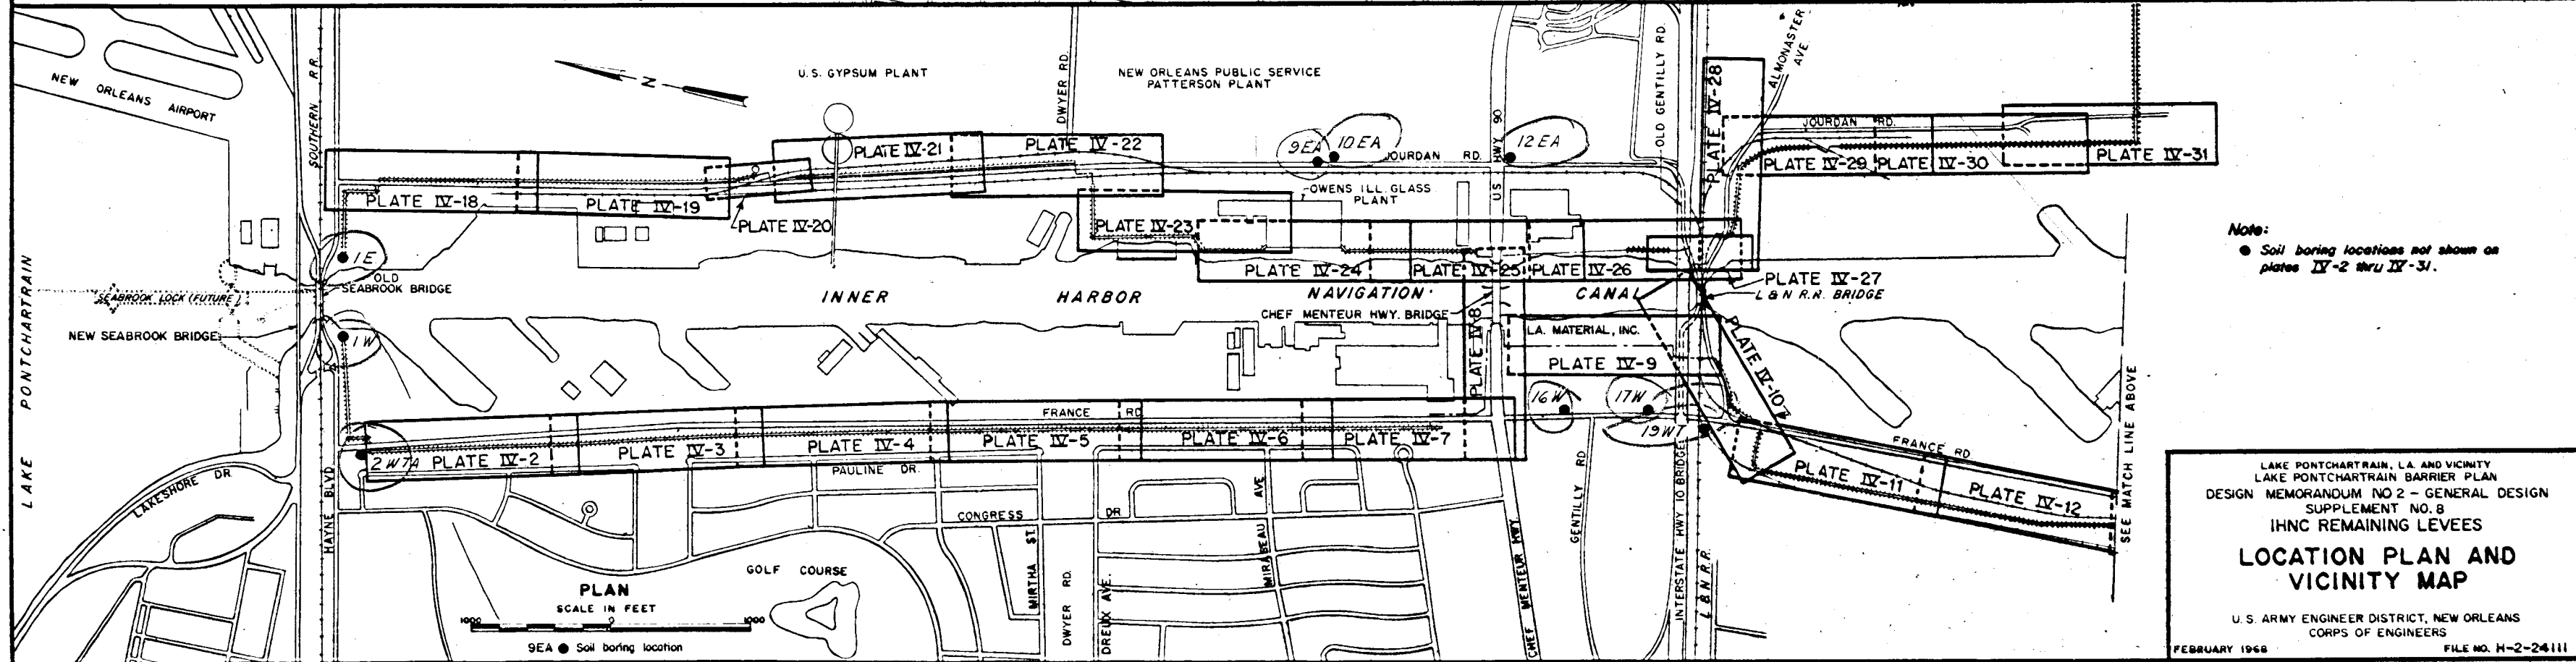 NEW ORLEANS AIRPORT
SOUTHERN R.R.
N
U.S. GYPSUM PLANT
DWYER RD.
NEW ORLEANS PUBLIC SERVICE
PATTERSON PLANT
US HWY 90
OLD GENTILLY RD.
ALMONASTER
AVE.
PLATE IV-28
9EA
10EA
12EA
JOURDAN RD.
JOURDAN RD.
PLATE IV-18
PLATE IV-19
PLATE IV-20
PLATE IV-21
PLATE IV-22
PLATE IV-29
PLATE IV-30
PLATE IV-31
OWENS ILL. GLASS
PLANT
PLATE IV-23
PLATE IV-24
PLATE IV-25
PLATE IV-26
PLATE IV-27
L & N R.R. BRIDGE
Note:
● Soil boring locations not shown on
plates IV-2 thru IV-31.
LAKE PONTCHARTRAIN
SEABROOK LOCK (FUTURE)
1E
OLD
SEABROOK BRIDGE
NEW SEABROOK BRIDGE
1W
INNER HARBOR NAVIGATION CANAL
CHEF MENTEUR HWY. BRIDGE
PLATE IV-8
LA. MATERIAL, INC.
PLATE IV-9
PLATE IV-10
16W
17W
19WT
2WTA
FRANCE RD
PLATE IV-2
PLATE IV-3
PLATE IV-4
PLATE IV-5
PLATE IV-6
PLATE IV-7
PAULINE DR.
FRANCE RD
PLATE IV-11
PLATE IV-12
SEE MATCH LINE ABOVE
LAKESHORE DR
HAYNE BLVD
CONGRESS DR
MIRTHA ST.
DWYER RD.
DREUX AVE.
MIRABEAU AVE
CHEF MENTEUR HWY.
GENTILLY RD
INTERSTATE HWY 10 BRIDGE
L & N R.R.
GOLF COURSE
PLAN
SCALE IN FEET
1000 0 1000
9EA ● Soil boring location
LAKE PONTCHARTRAIN, LA. AND VICINITY
LAKE PONTCHARTRAIN BARRIER PLAN
DESIGN MEMORANDUM NO 2 - GENERAL DESIGN
SUPPLEMENT NO. 8
IHNC REMAINING LEVEES
LOCATION PLAN AND
VICINITY MAP
U.S. ARMY ENGINEER DISTRICT, NEW ORLEANS
CORPS OF ENGINEERS
FEBRUARY 1968
FILE NO. H-2-24111